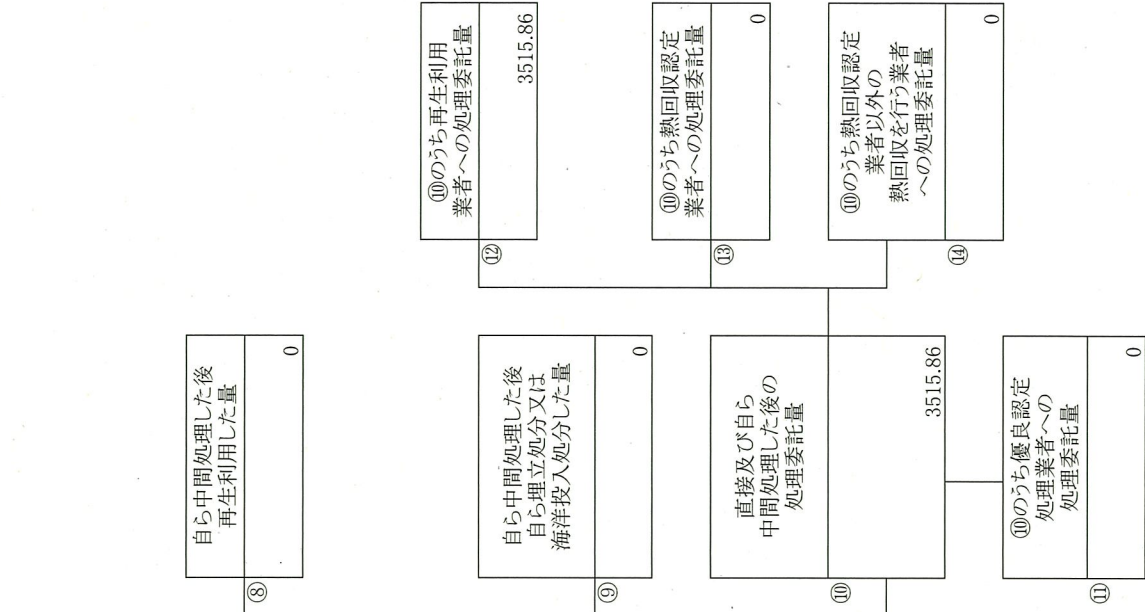 ⑧
自ら中間処理した後
再生利用した量
0
⑨
自ら中間処理した後
自ら埋立処分又は
海洋投入処分した量
0
⑩
直接及び自ら
中間処理した後の
処理委託量
3515.86
⑪
⑩のうち優良認定
処理業者への
処理委託量
0
⑫
⑩のうち再生利用
業者への処理委託量
3515.86
⑬
⑩のうち熱回収認定
業者への処理委託量
0
⑭
⑩のうち熱回収認定
業者以外の
熱回収を行う業者
への処理委託量
0